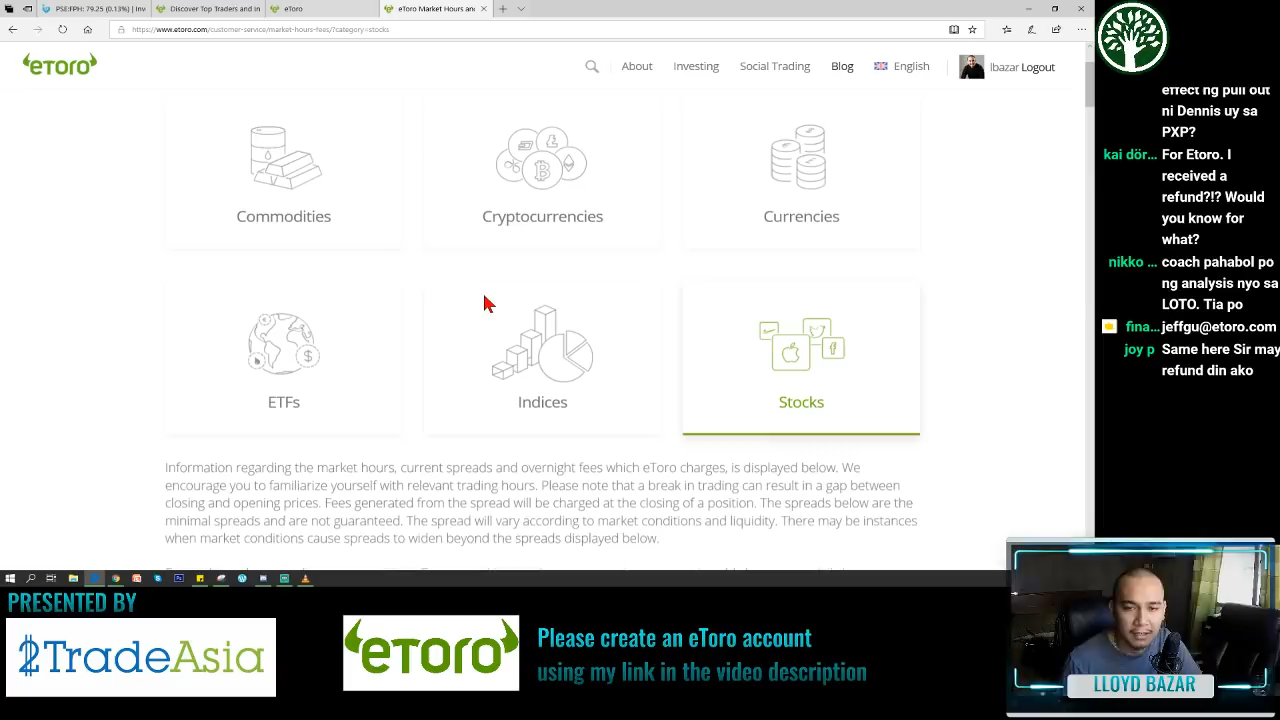 PSE:FPH: 79.25 (0.13%) | Inv
Discover Top Traders and In
eToro
eToro Market Hours an
https://www.etoro.com/customer-service/market-hours-fees/?category=stocks
eToro
About
Investing
Social Trading
Blog
English
lbazar Logout
Commodities
Cryptocurrencies
Currencies
ETFs
Indices
Stocks
Information regarding the market hours, current spreads and overnight fees which eToro charges, is displayed below. We
encourage you to familiarize yourself with relevant trading hours. Please note that a break in trading can result in a gap between
closing and opening prices. Fees generated from the spread will be charged at the closing of a position. The spreads below are the
minimal spreads and are not guaranteed. The spread will vary according to market conditions and liquidity. There may be instances
when market conditions cause spreads to widen beyond the spreads displayed below.
effect ng pull out
ni Dennis uy sa
PXP?
kai dör… For Etoro. I
received a
refund?!? Would
you know for
what?
nikko … coach pahabol po
ng analysis nyo sa
LOTO. Tia po
fina… jeffgu@etoro.com
joy p Same here Sir may
refund din ako
PRESENTED BY
2TradeAsia
eToro
Please create an eToro account
using my link in the video description
LLOYD BAZAR